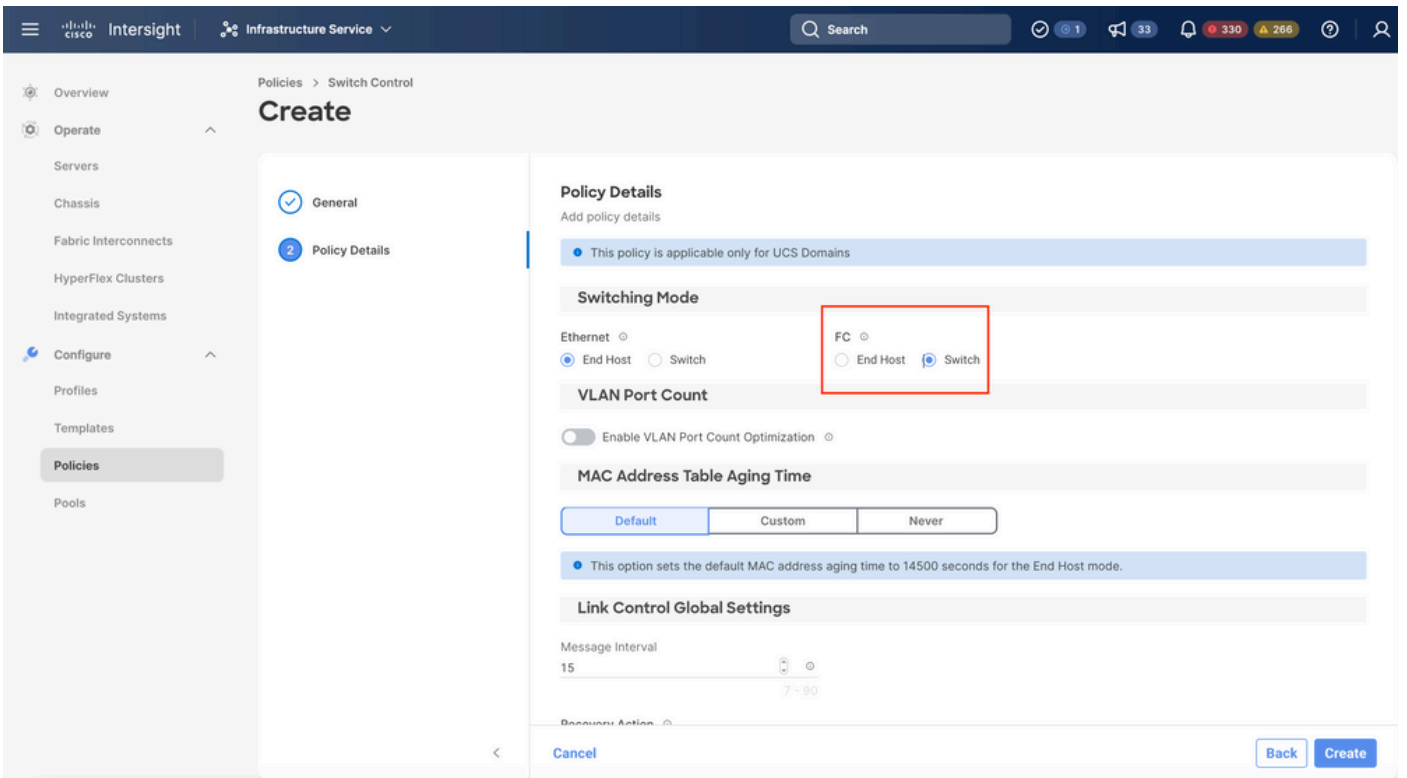 cisco Intersight Infrastructure Service Search 1 33 330 266
Policies > Switch Control
Create
Overview
Operate
Servers
Chassis
Fabric Interconnects
HyperFlex Clusters
Integrated Systems
Configure
Profiles
Templates
Policies
Pools
General
2 Policy Details
Policy Details
Add policy details
This policy is applicable only for UCS Domains
Switching Mode
Ethernet
End Host Switch
FC
End Host Switch
VLAN Port Count
Enable VLAN Port Count Optimization
MAC Address Table Aging Time
Default Custom Never
This option sets the default MAC address aging time to 14500 seconds for the End Host mode.
Link Control Global Settings
Message Interval
15
7 - 90
Recovery Action
Cancel Back Create